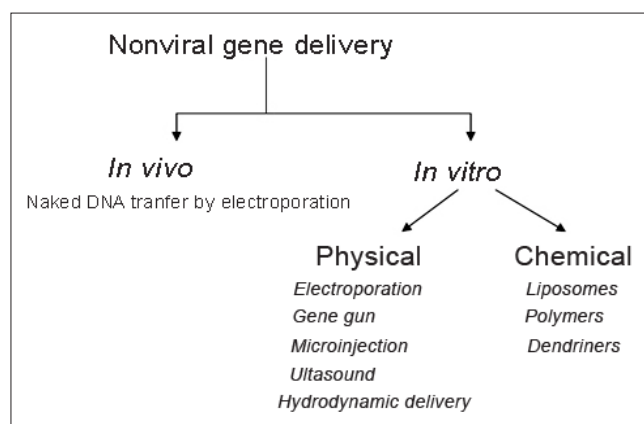 Nonviral gene delivery
In vivo
Naked DNA tranfer by electroporation
In vitro
Physical
Electroporation
Gene gun
Microinjection
Ultasound
Hydrodynamic delivery
Chemical
Liposomes
Polymers
Dendriners